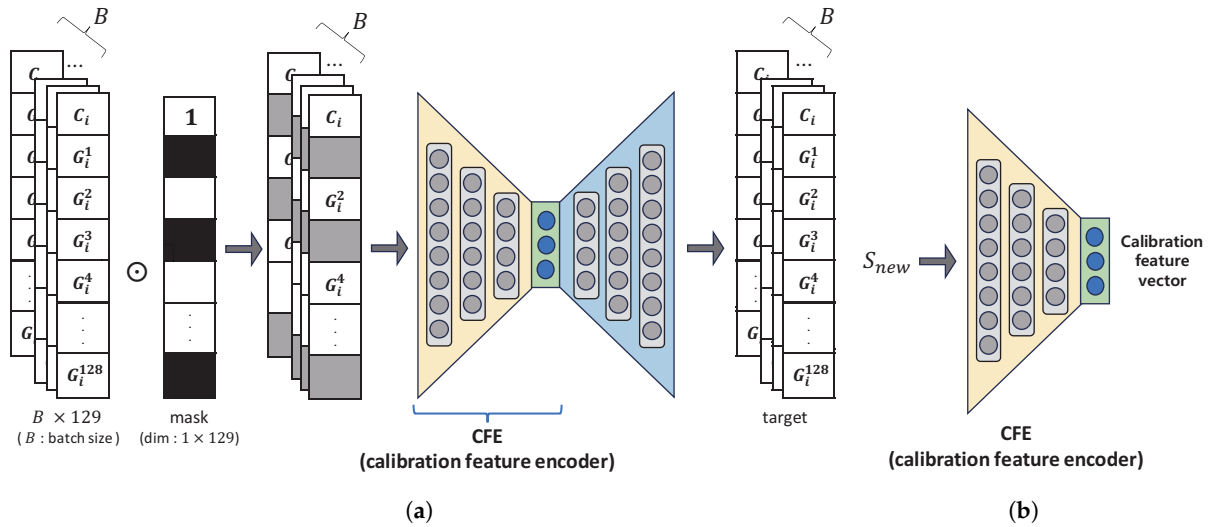 B
B
B
...
...
...
C
C_i
G_i^1
G_i^2
G_i^3
G_i^4
G_i^128
1
⊙
C_i
G_i^2
G_i^4
C_i
C_i
G_i^1
G_i^2
G_i^3
G_i^4
G_i^128
S_new
Calibration
feature
vector
B × 129
(B : batch size)
mask
(dim : 1 × 129)
target
CFE
(calibration feature encoder)
CFE
(calibration feature encoder)
(a)
(b)